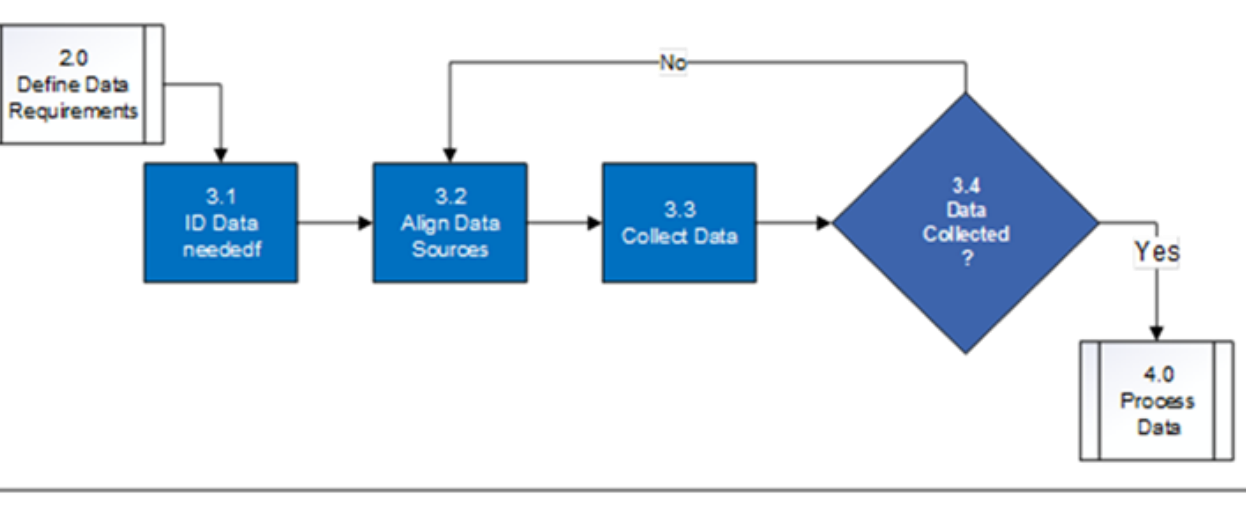 2.0
Define Data
Requirements
No
3.1
ID Data
neededf
3.2
Align Data
Sources
3.3
Collect Data
3.4
Data
Collected
?
Yes
4.0
Process
Data